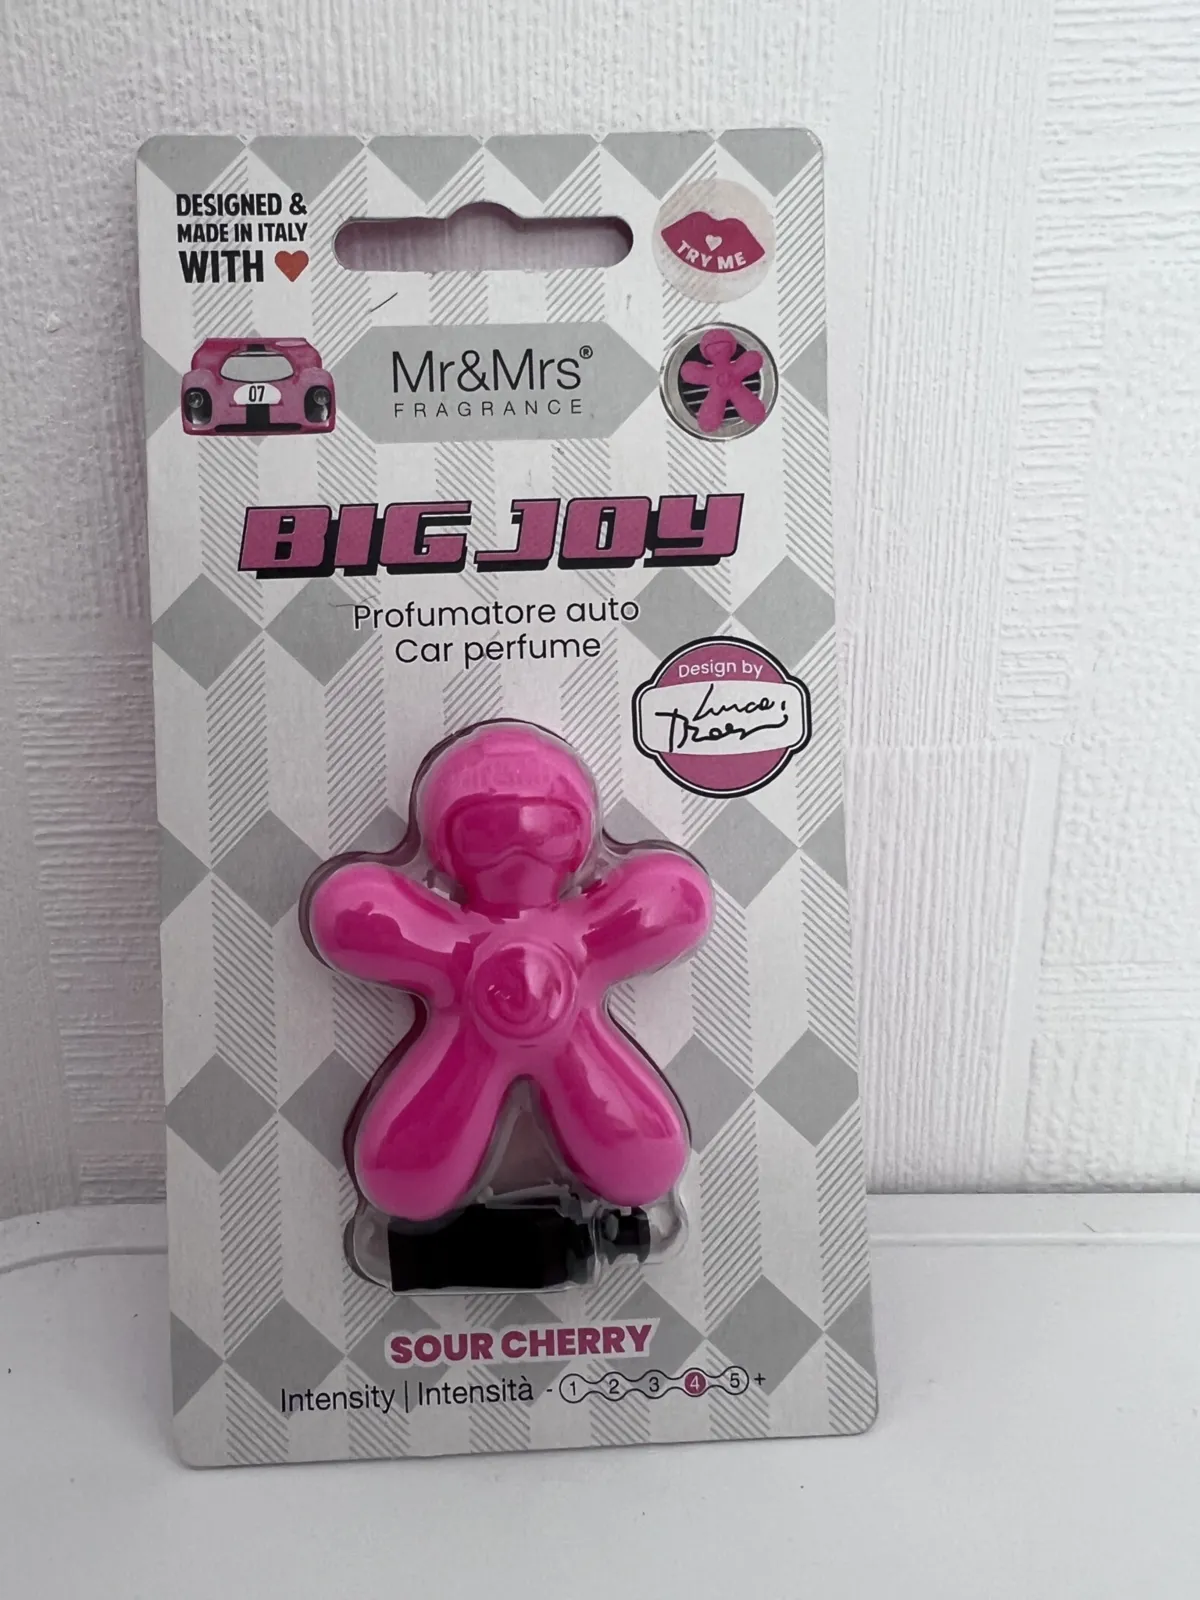 DESIGNED &
MADE IN ITALY
WITH
TRY ME
07
Mr&Mrs®
FRAGRANCE
BIG JOY
Profumatore auto
Car perfume
Design by
Luca
SOUR CHERRY
Intensity | Intensità - 1 2 3 4 5 +